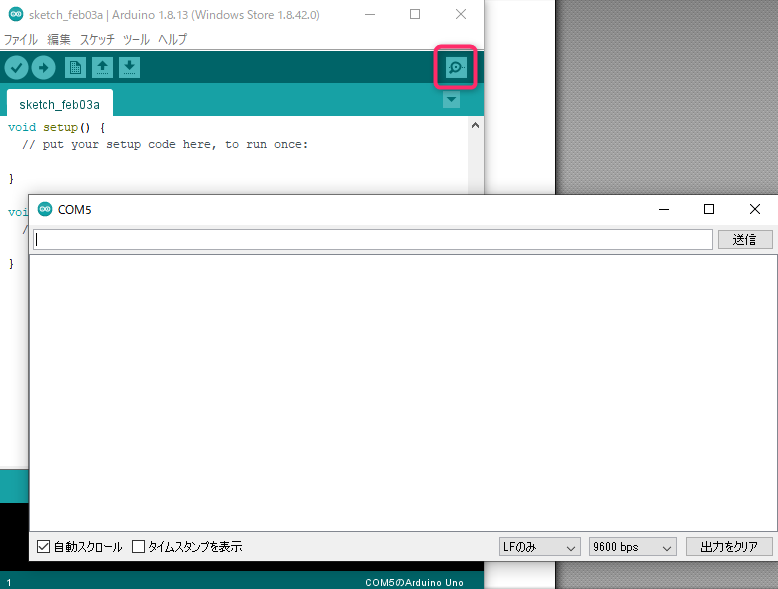 sketch_feb03a | Arduino 1.8.13 (Windows Store 1.8.42.0)
ファイル 編集 スケッチ ツール ヘルプ
sketch_feb03a
void setup() {
// put your setup code here, to run once:
}
voi
/
}
COM5
送信
自動スクロール タイムスタンプを表示 LFのみ 9600 bps 出力をクリア
1 COM5のArduino Uno